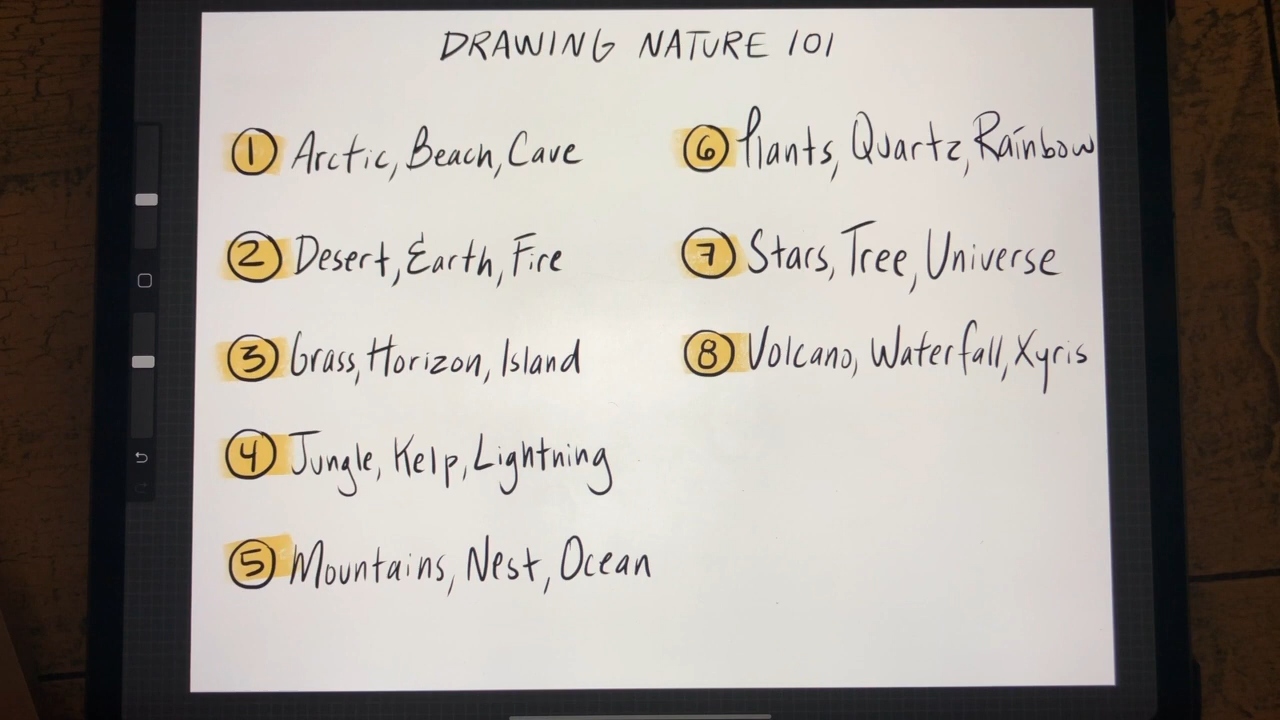 DRAWING NATURE 101
1 Arctic, Beach, Cave
2 Desert, Earth, Fire
3 Grass, Horizon, Island
4 Jungle, Kelp, Lightning
5 Mountains, Nest, Ocean
6 Plants, Quartz, Rainbow
7 Stars, Tree, Universe
8 Volcano, Waterfall, Xyris